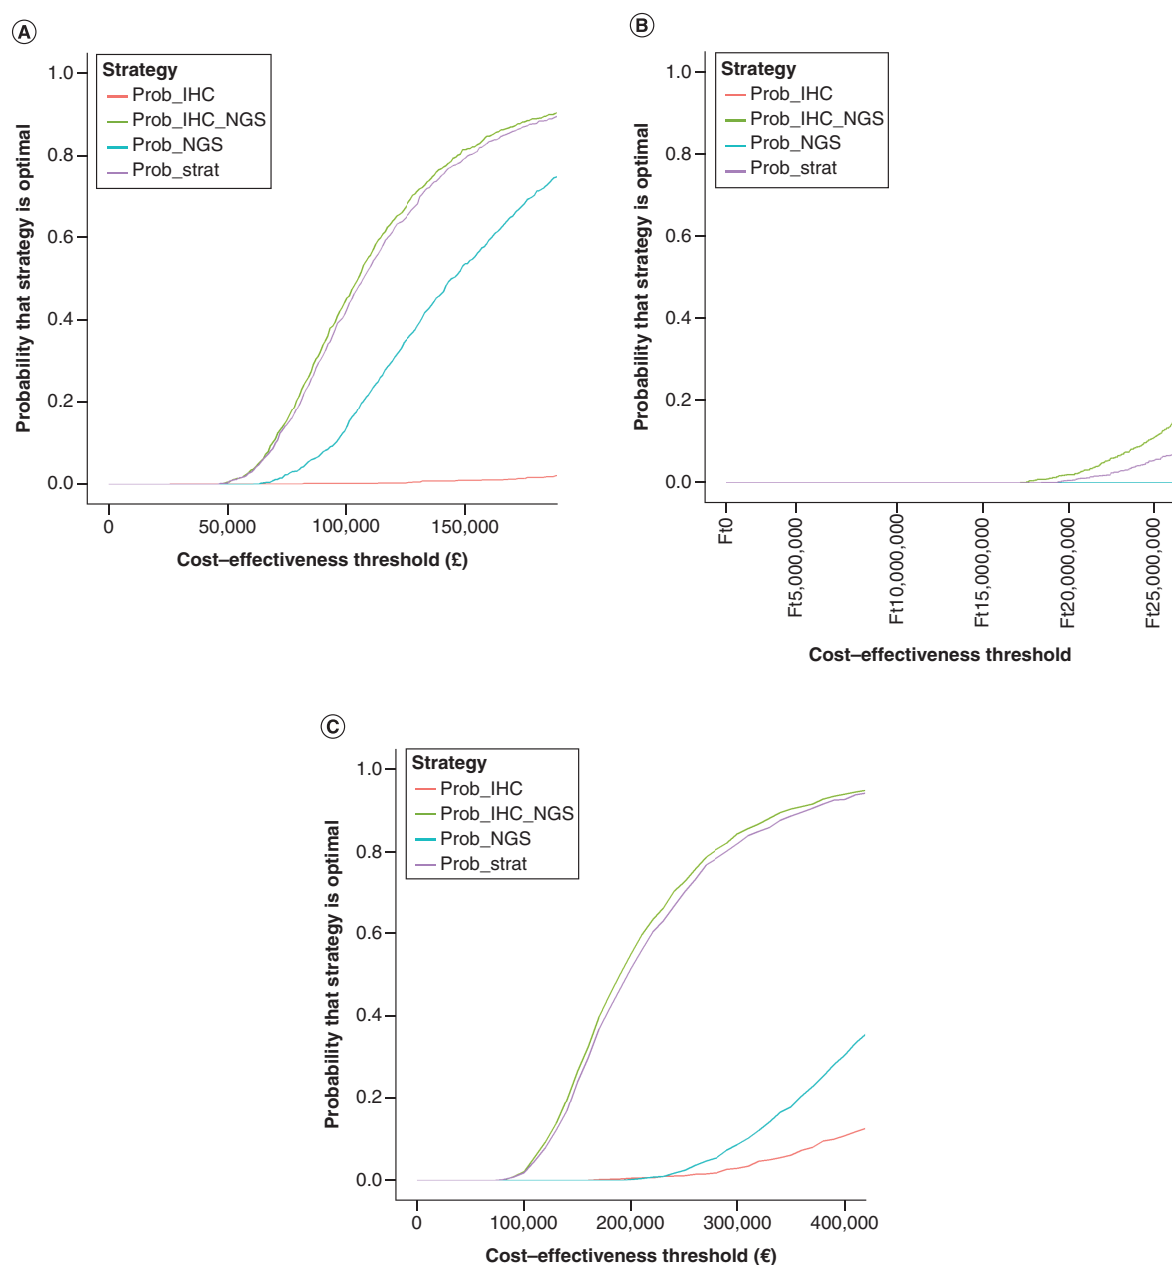 A
Strategy
Prob_IHC
Prob_IHC_NGS
Prob_NGS
Prob_strat
Probability that strategy is optimal
1.0
0.8
0.6
0.4
0.2
0.0
0 50,000 100,000 150,000
Cost–effectiveness threshold (£)
B
Strategy
Prob_IHC
Prob_IHC_NGS
Prob_NGS
Prob_strat
Probability that strategy is optimal
1.0
0.8
0.6
0.4
0.2
0.0
Ft0
Ft5,000,000
Ft10,000,000
Ft15,000,000
Ft20,000,000
Ft25,000,000
Cost–effectiveness threshold
C
Strategy
Prob_IHC
Prob_IHC_NGS
Prob_NGS
Prob_strat
Probability that strategy is optimal
1.0
0.8
0.6
0.4
0.2
0.0
0 100,000 200,000 300,000 400,000
Cost–effectiveness threshold (€)